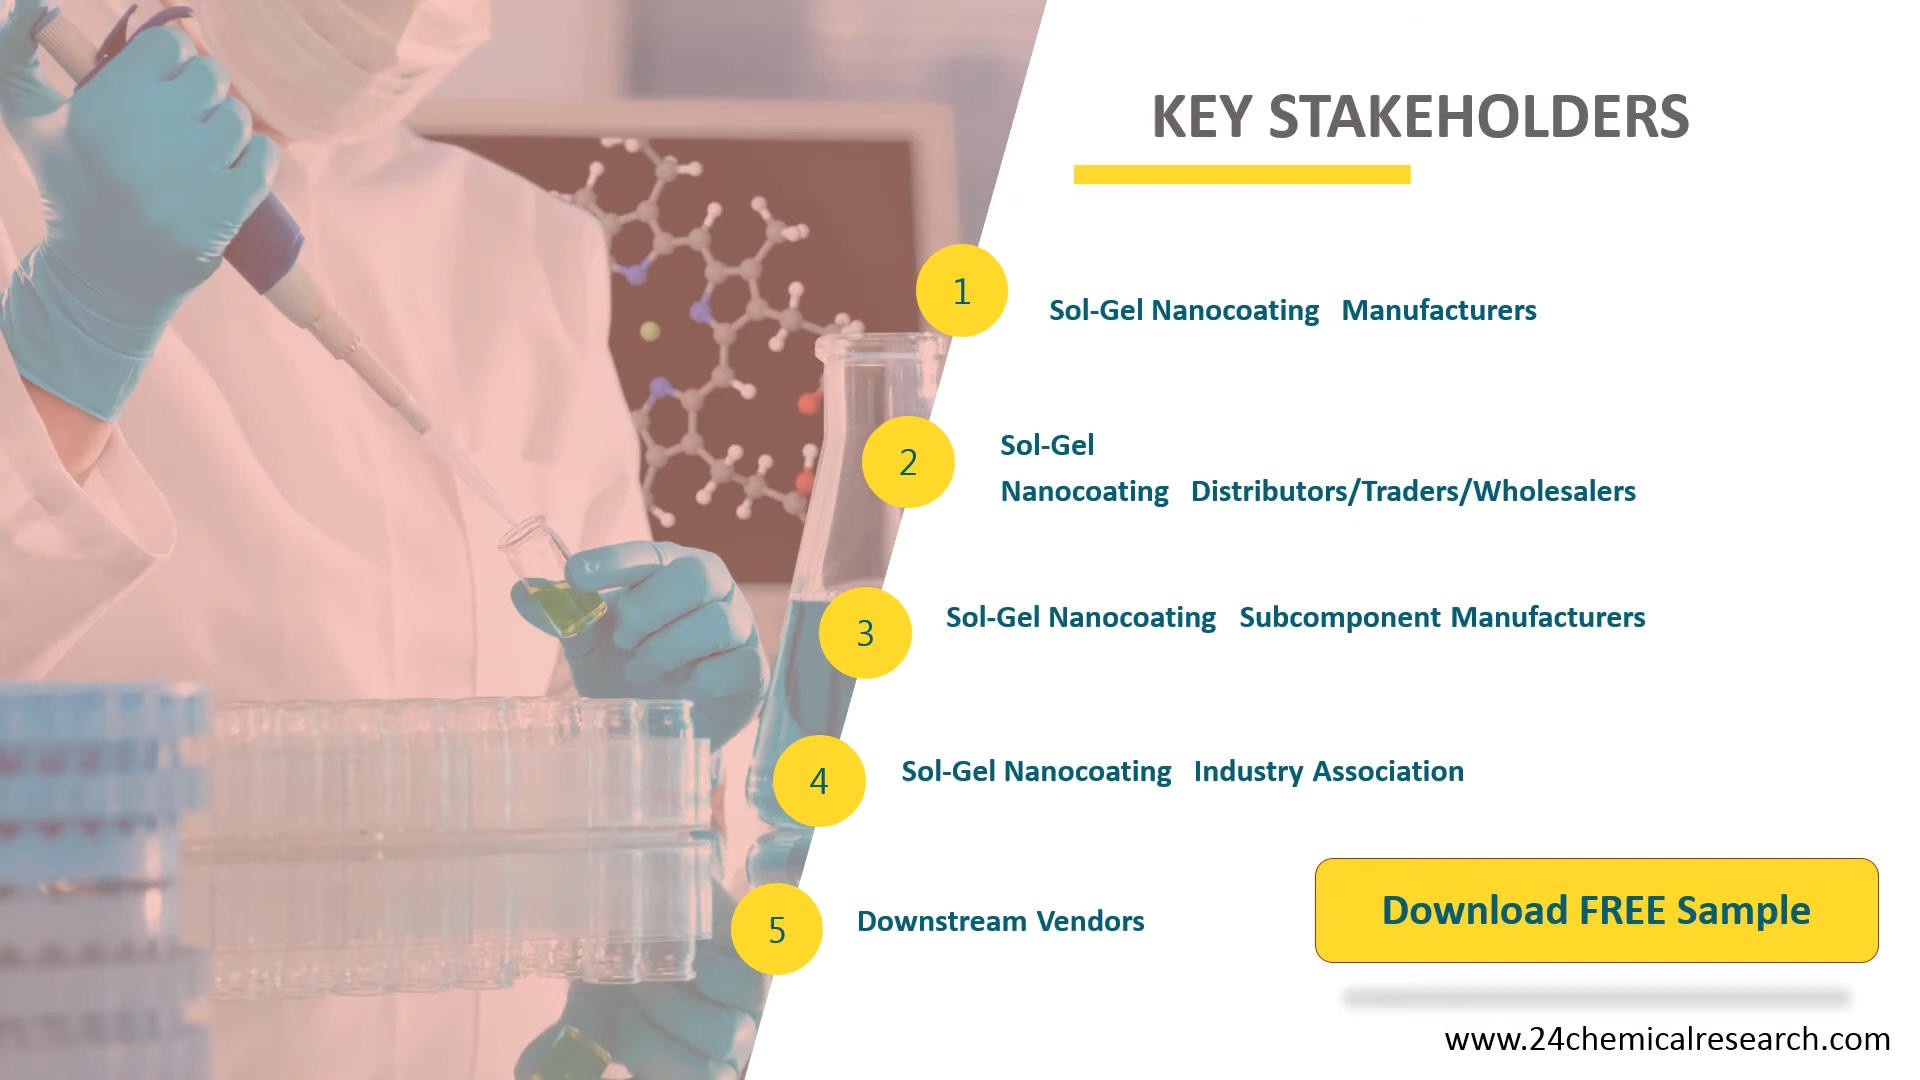 KEY STAKEHOLDERS
1
Sol-Gel Nanocoating   Manufacturers
2
Sol-Gel
Nanocoating   Distributors/Traders/Wholesalers
3
Sol-Gel Nanocoating   Subcomponent Manufacturers
4
Sol-Gel Nanocoating   Industry Association
5
Downstream Vendors
Download FREE Sample
www.24chemicalresearch.com